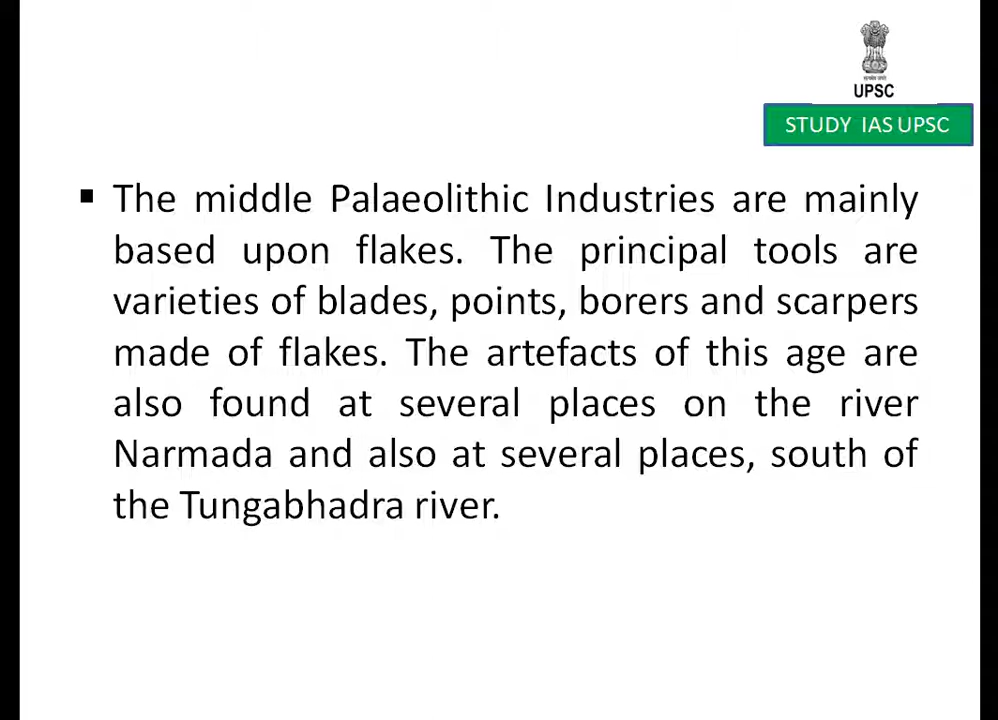 UPSC
STUDY IAS UPSC
▪ The middle Palaeolithic Industries are mainly
based upon flakes. The principal tools are
varieties of blades, points, borers and scarpers
made of flakes. The artefacts of this age are
also found at several places on the river
Narmada and also at several places, south of
the Tungabhadra river.